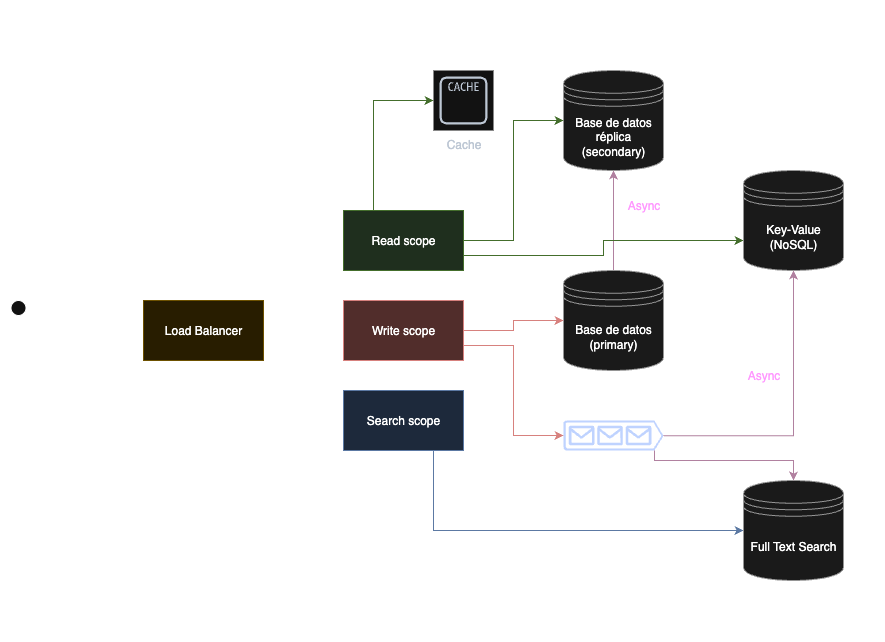 CACHE
Cache
Base de datos
réplica
(secondary)
Async
Key-Value
(NoSQL)
Read scope
Load Balancer
Write scope
Base de datos
(primary)
Async
Search scope
Full Text Search